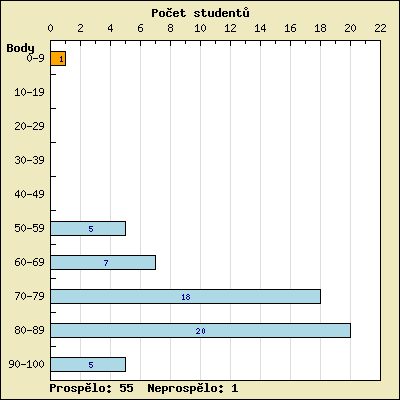 Počet studentů
0 2 4 6 8 10 12 14 16 18 20 22
Body
0-9 1
10-19
20-29
30-39
40-49
50-59 5
60-69 7
70-79 18
80-89 20
90-100 5
Prospělo: 55 Neprospělo: 1